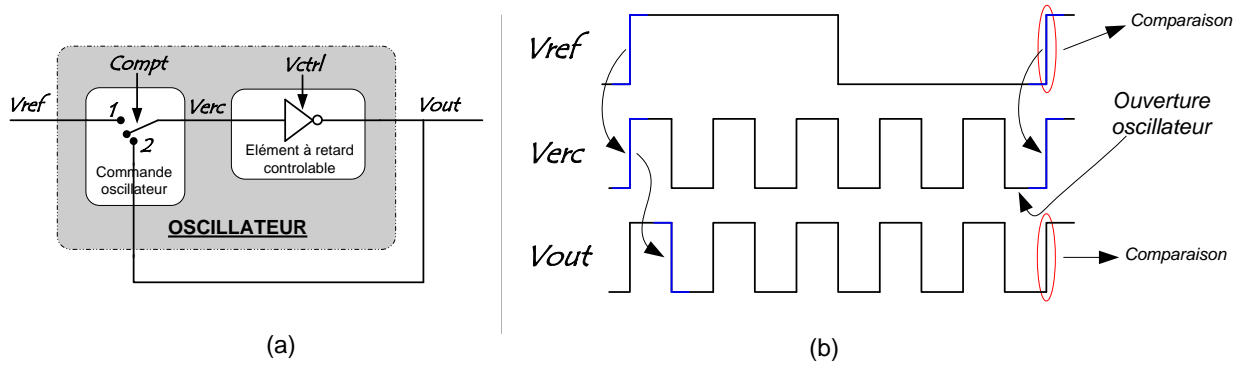 Compt
Vctrl
Vref
1
Verc
Vout
2
Commande
oscillateur
Elément à retard
controlable
OSCILLATEUR
(a)
Vref
Comparaison
Ouverture
oscillateur
Verc
Vout
Comparaison
(b)